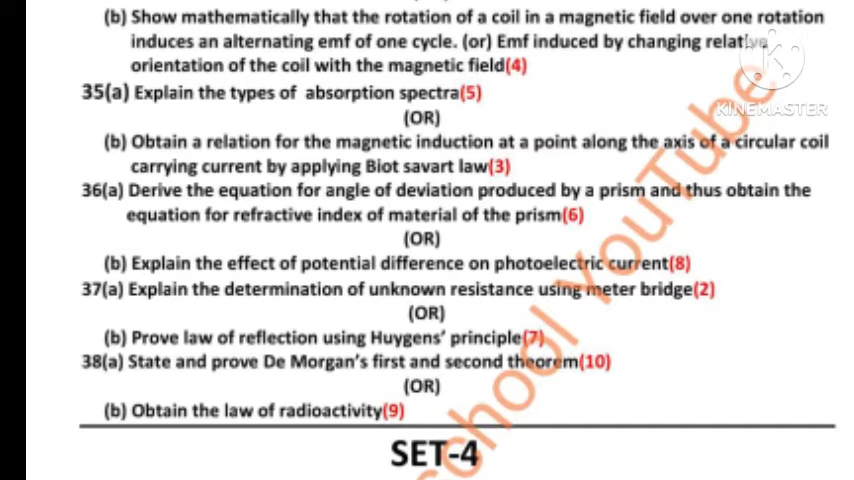 (b) Show mathematically that the rotation of a coil in a magnetic field over one rotation
induces an alternating emf of one cycle. (or) Emf induced by changing relative
orientation of the coil with the magnetic field(4)
KINEMASTER
35(a) Explain the types of absorption spectra(5)
(OR)
(b) Obtain a relation for the magnetic induction at a point along the axis of a circular coil
carrying current by applying Biot savart law(3)
36(a) Derive the equation for angle of deviation produced by a prism and thus obtain the
equation for refractive index of material of the prism(6)
(OR)
(b) Explain the effect of potential difference on photoelectric current(8)
37(a) Explain the determination of unknown resistance using meter bridge(2)
(OR)
(b) Prove law of reflection using Huygens' principle(7)
38(a) State and prove De Morgan's first and second theorem(10)
(OR)
(b) Obtain the law of radioactivity(9)
SET-4
school YouTube